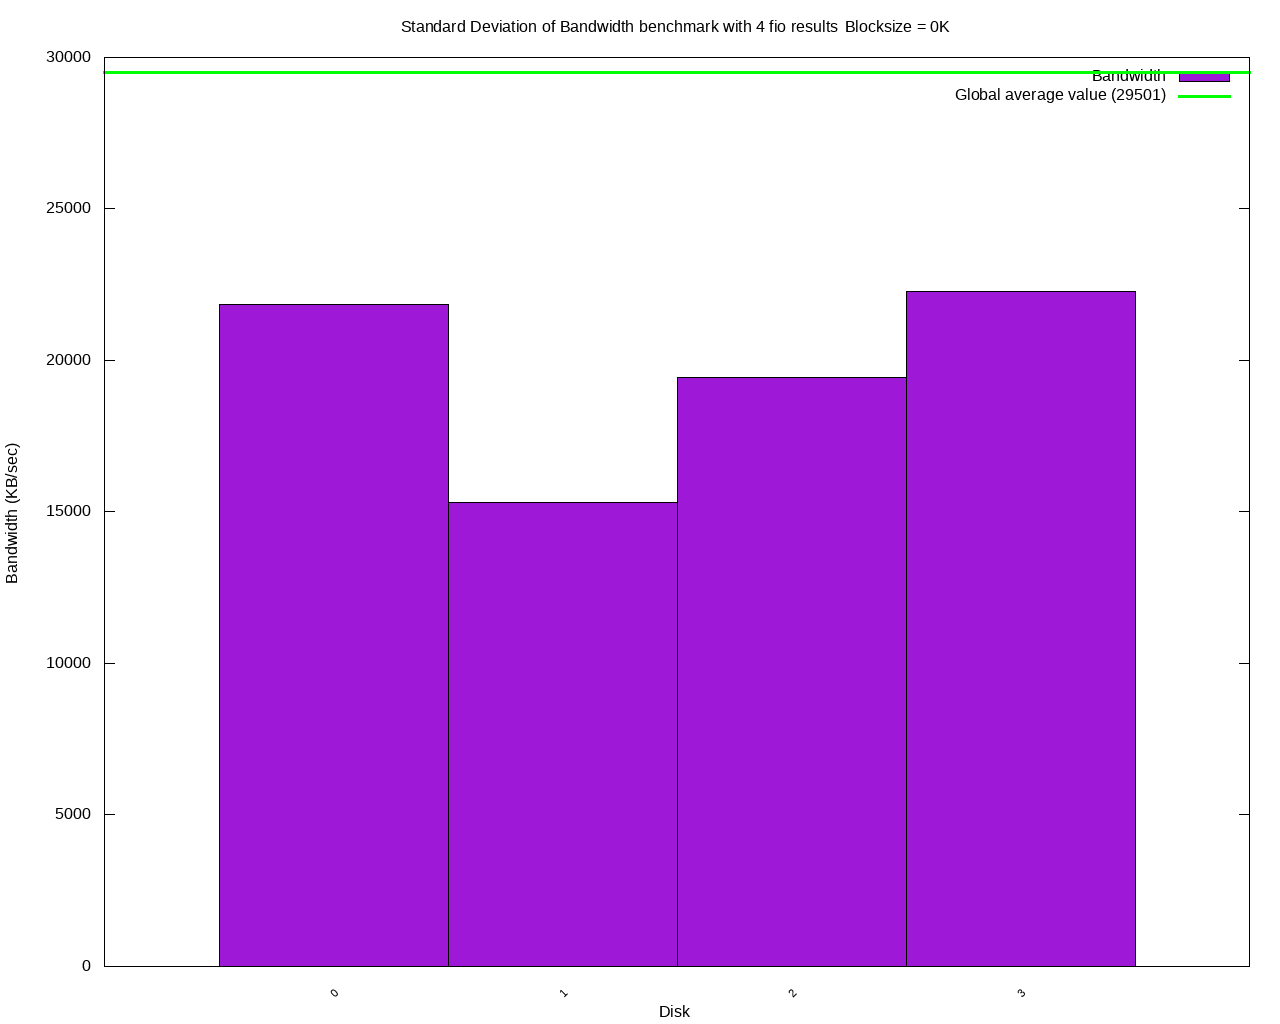 Standard Deviation of Bandwidth benchmark with 4 fio results Blocksize = 0K
30000
25000
20000
15000
10000
5000
0
Bandwidth (KB/sec)
Bandwidth
Global average value (29501)
0
1
2
3
Disk